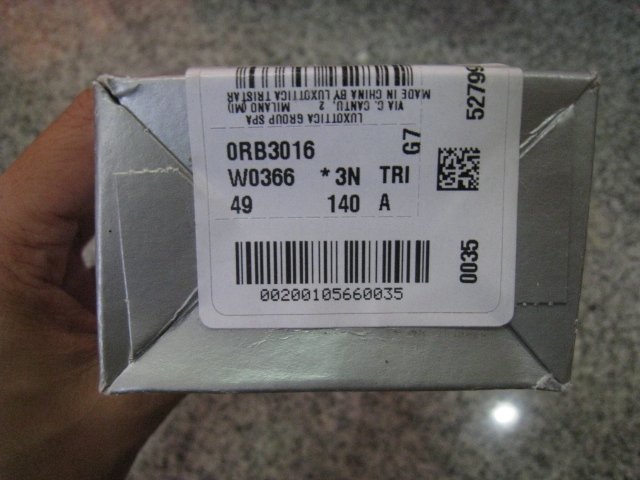 MADE IN CHINA BY LUXOTTICA TRISTAR
VIA C. CANTU, 2 MILANO (MI)
LUXOTTICA GROUP SPA
0RB3016
G7
W0366 * 3N TRI
49 140 A
52799
0035
00200105660035